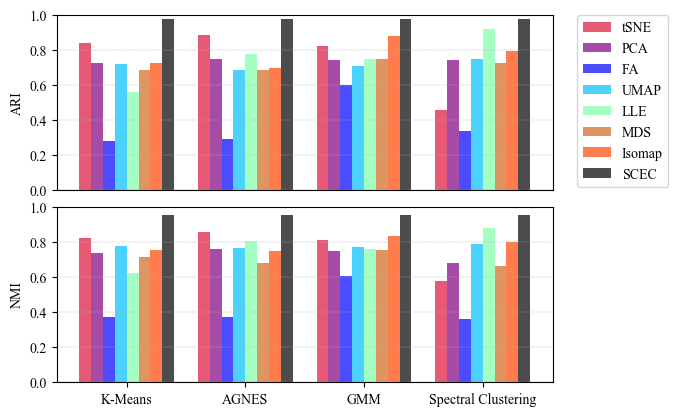 1.0
0.8
0.6
0.4
0.2
0.0
ARI
tSNE
PCA
FA
UMAP
LLE
MDS
Isomap
SCEC
1.0
0.8
0.6
0.4
0.2
0.0
NMI
K-Means
AGNES
GMM
Spectral Clustering